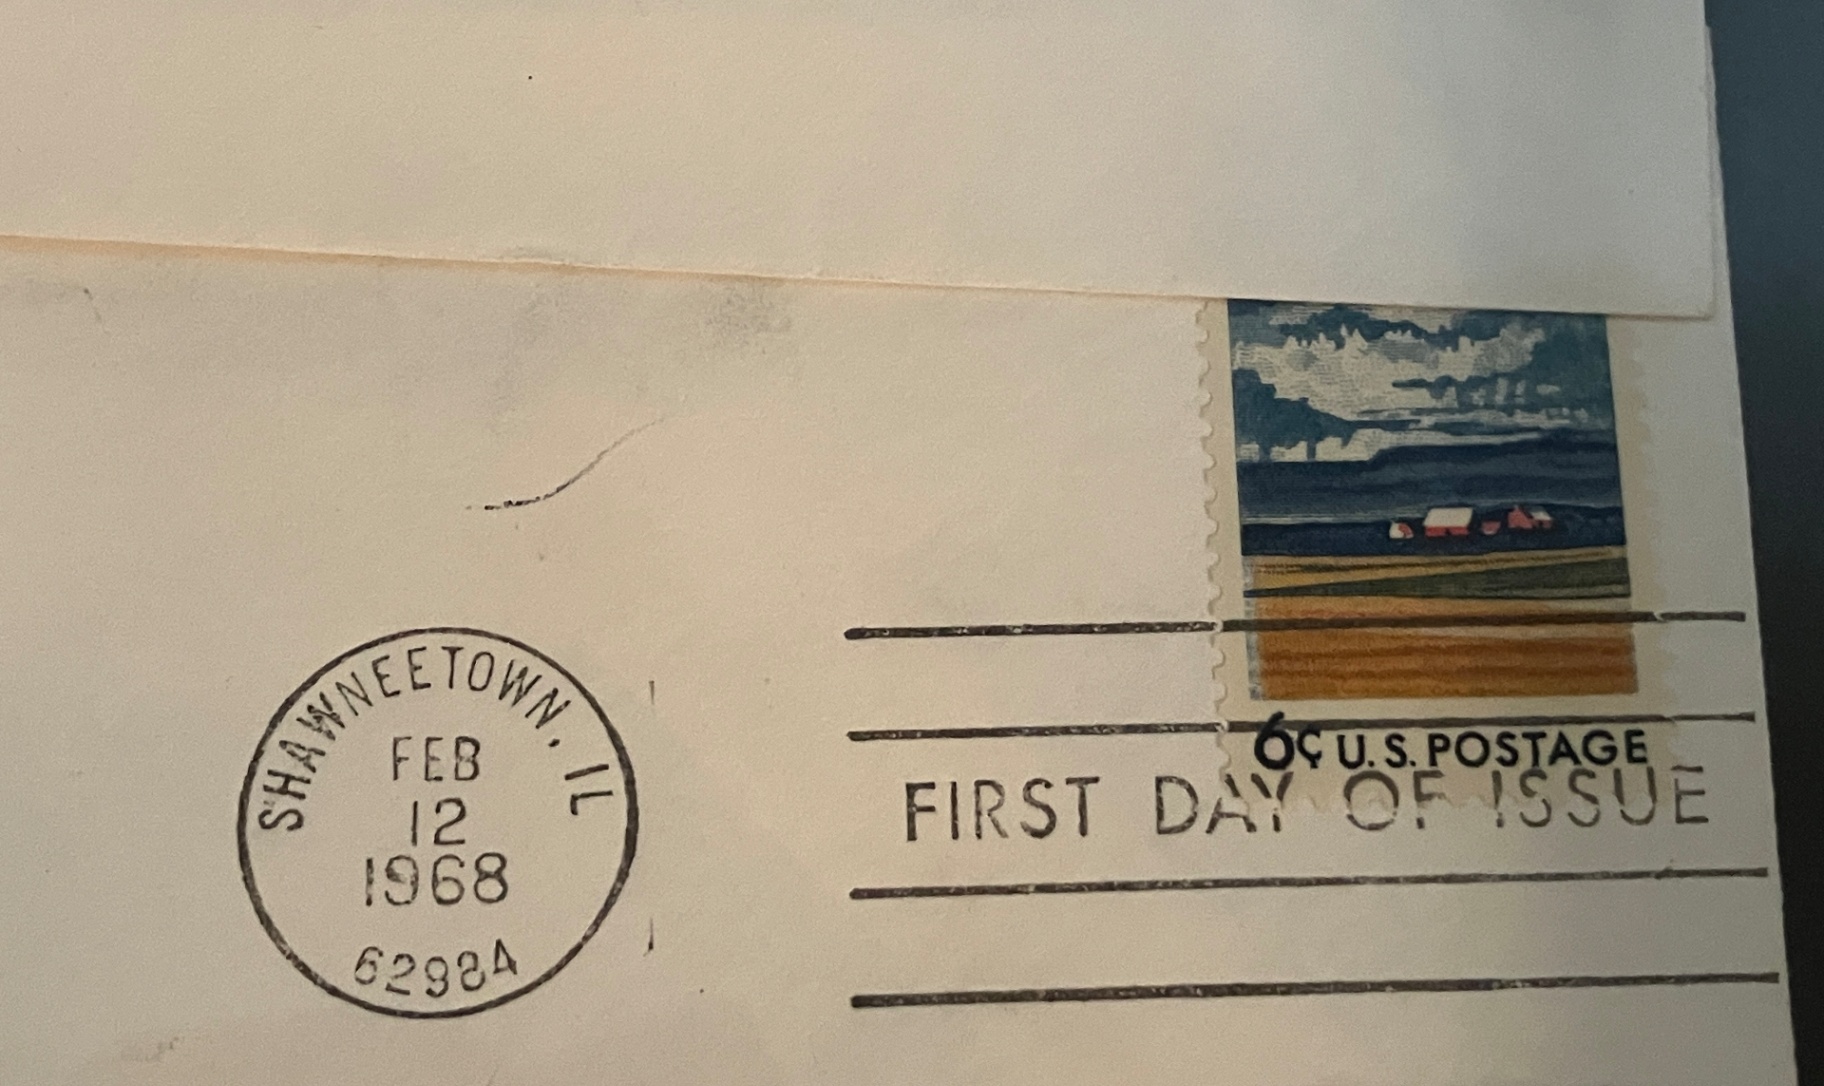 SHAWNEETOWN, IL
FEB
12
1968
62984
6¢ U.S. POSTAGE
FIRST DAY OF ISSUE